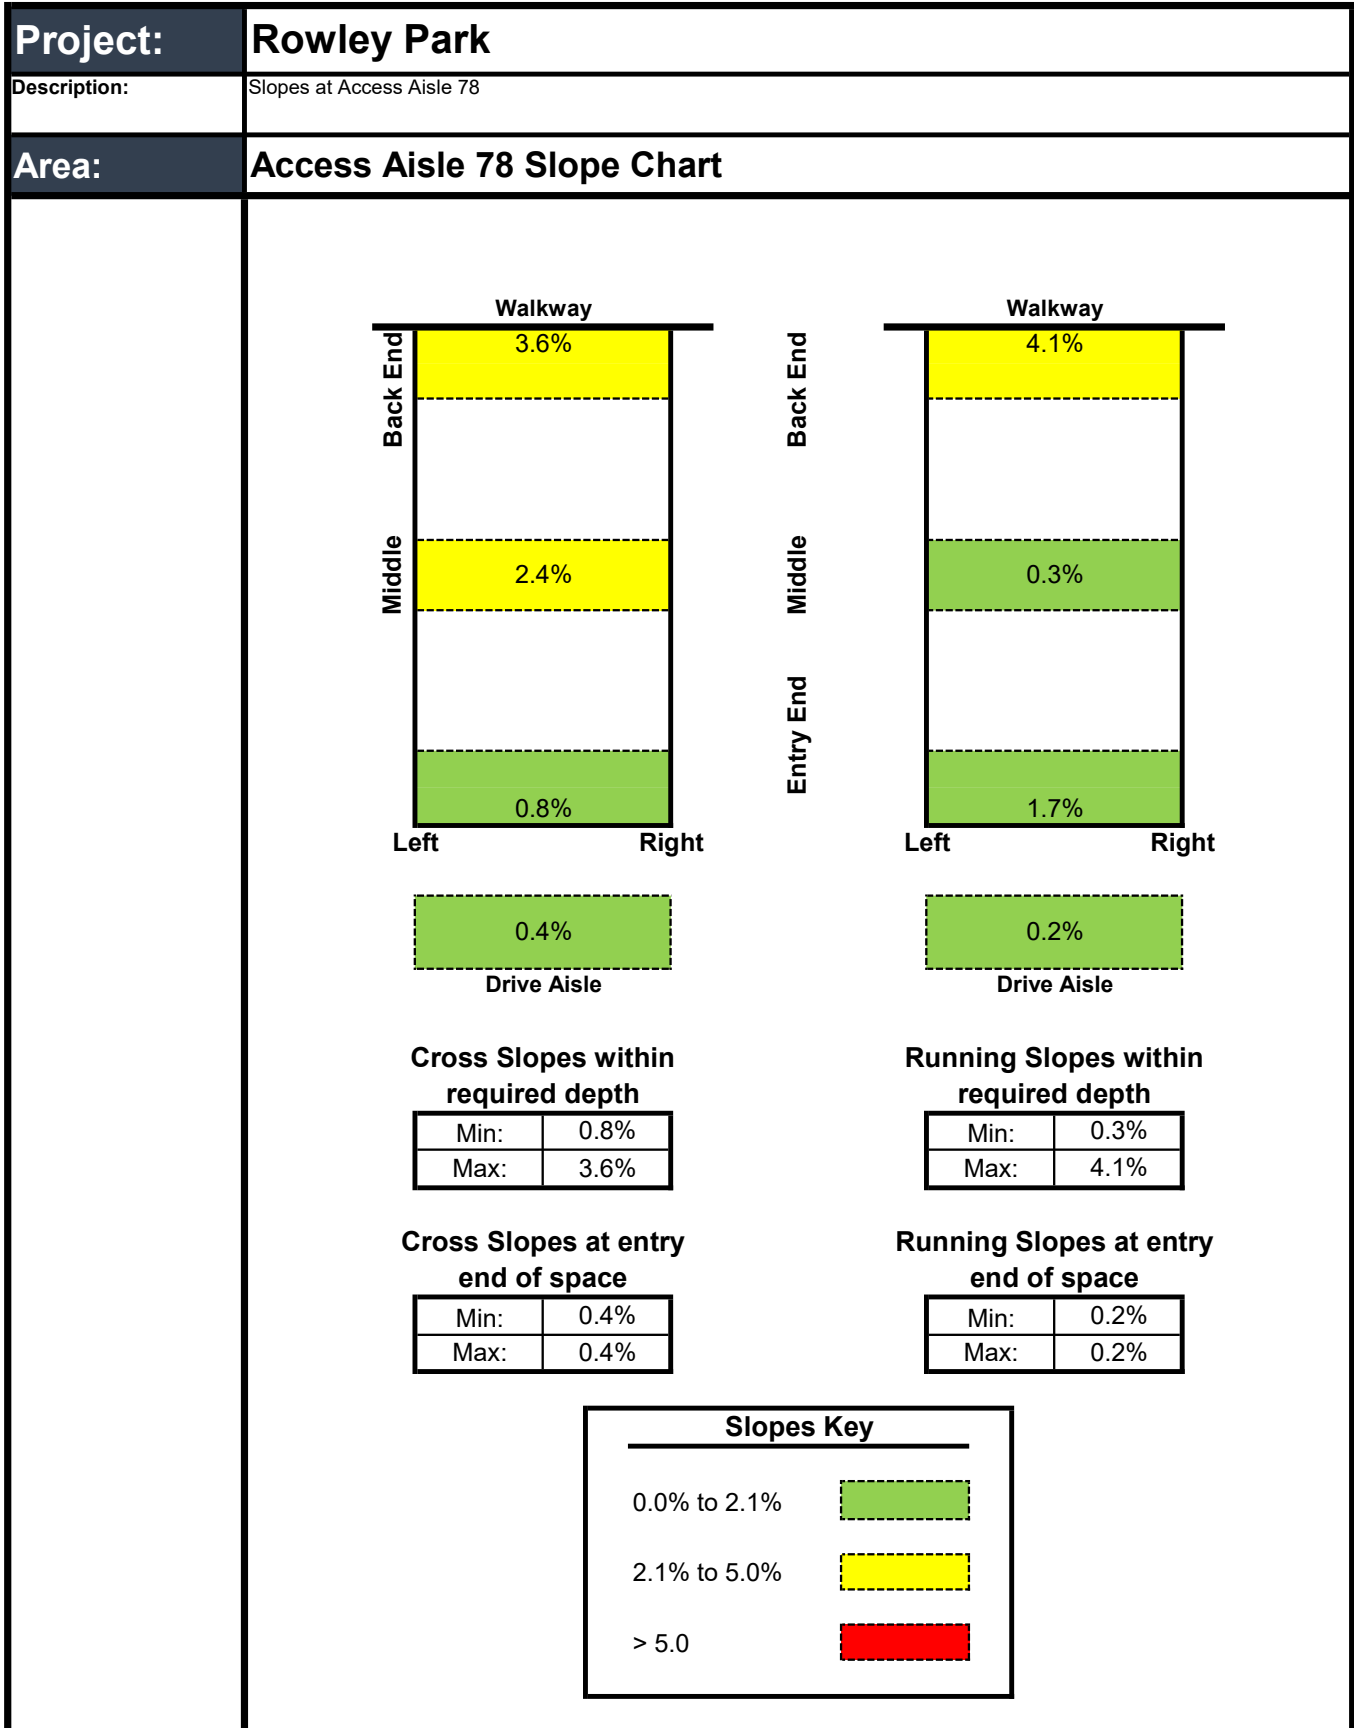 Project: Rowley Park
Description: Slopes at Access Aisle 78
Area: Access Aisle 78 Slope Chart
Walkway Walkway
Back End 3.6% Back End 4.1%
Middle 2.4% Middle 0.3%
Entry End
0.8% 1.7%
Left Right Left Right
0.4% 0.2%
Drive Aisle Drive Aisle
Cross Slopes within
required depth
Min: 0.8%
Max: 3.6%
Running Slopes within
required depth
Min: 0.3%
Max: 4.1%
Cross Slopes at entry
end of space
Min: 0.4%
Max: 0.4%
Running Slopes at entry
end of space
Min: 0.2%
Max: 0.2%
Slopes Key
0.0% to 2.1%
2.1% to 5.0%
> 5.0